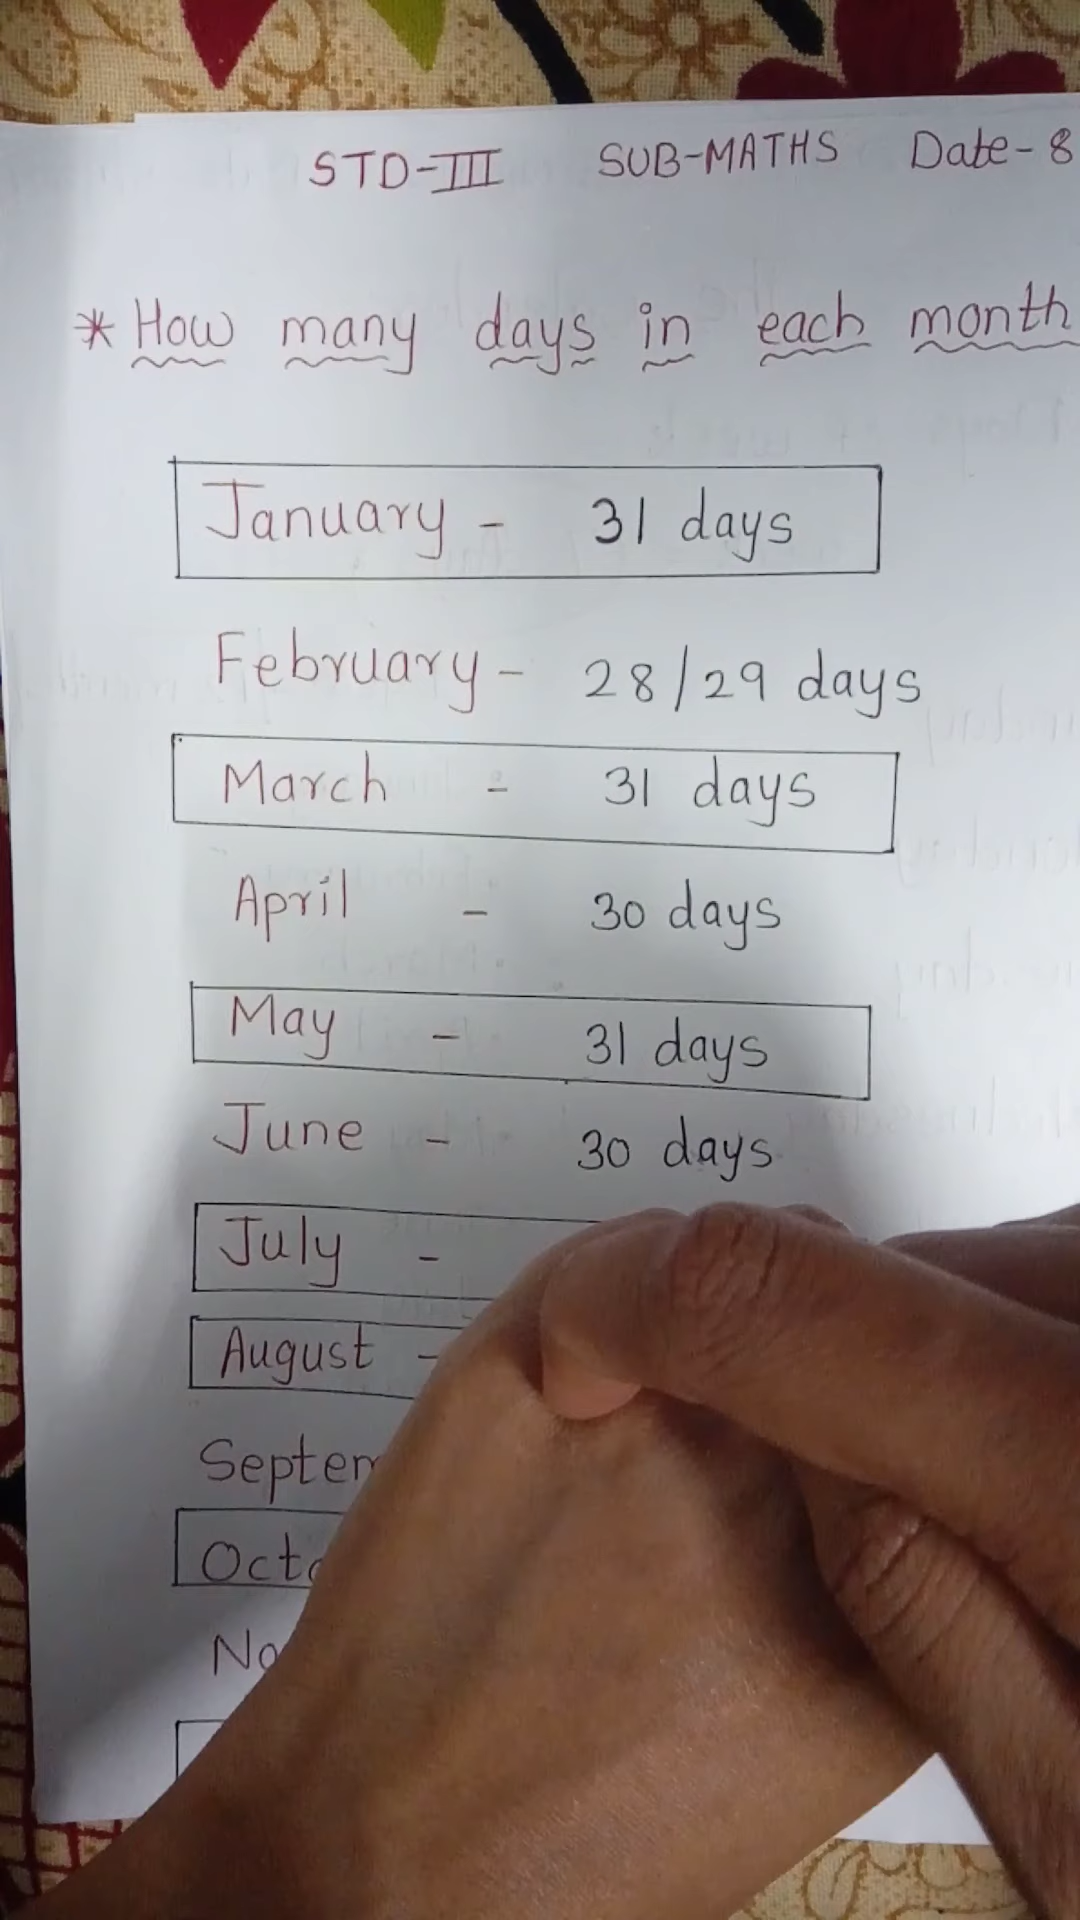 STD-III SUB-MATHS Date-8
*How many days in each month
January - 31 days
February - 28/29 days
March - 31 days
April - 30 days
May - 31 days
June - 30 days
July -
August -